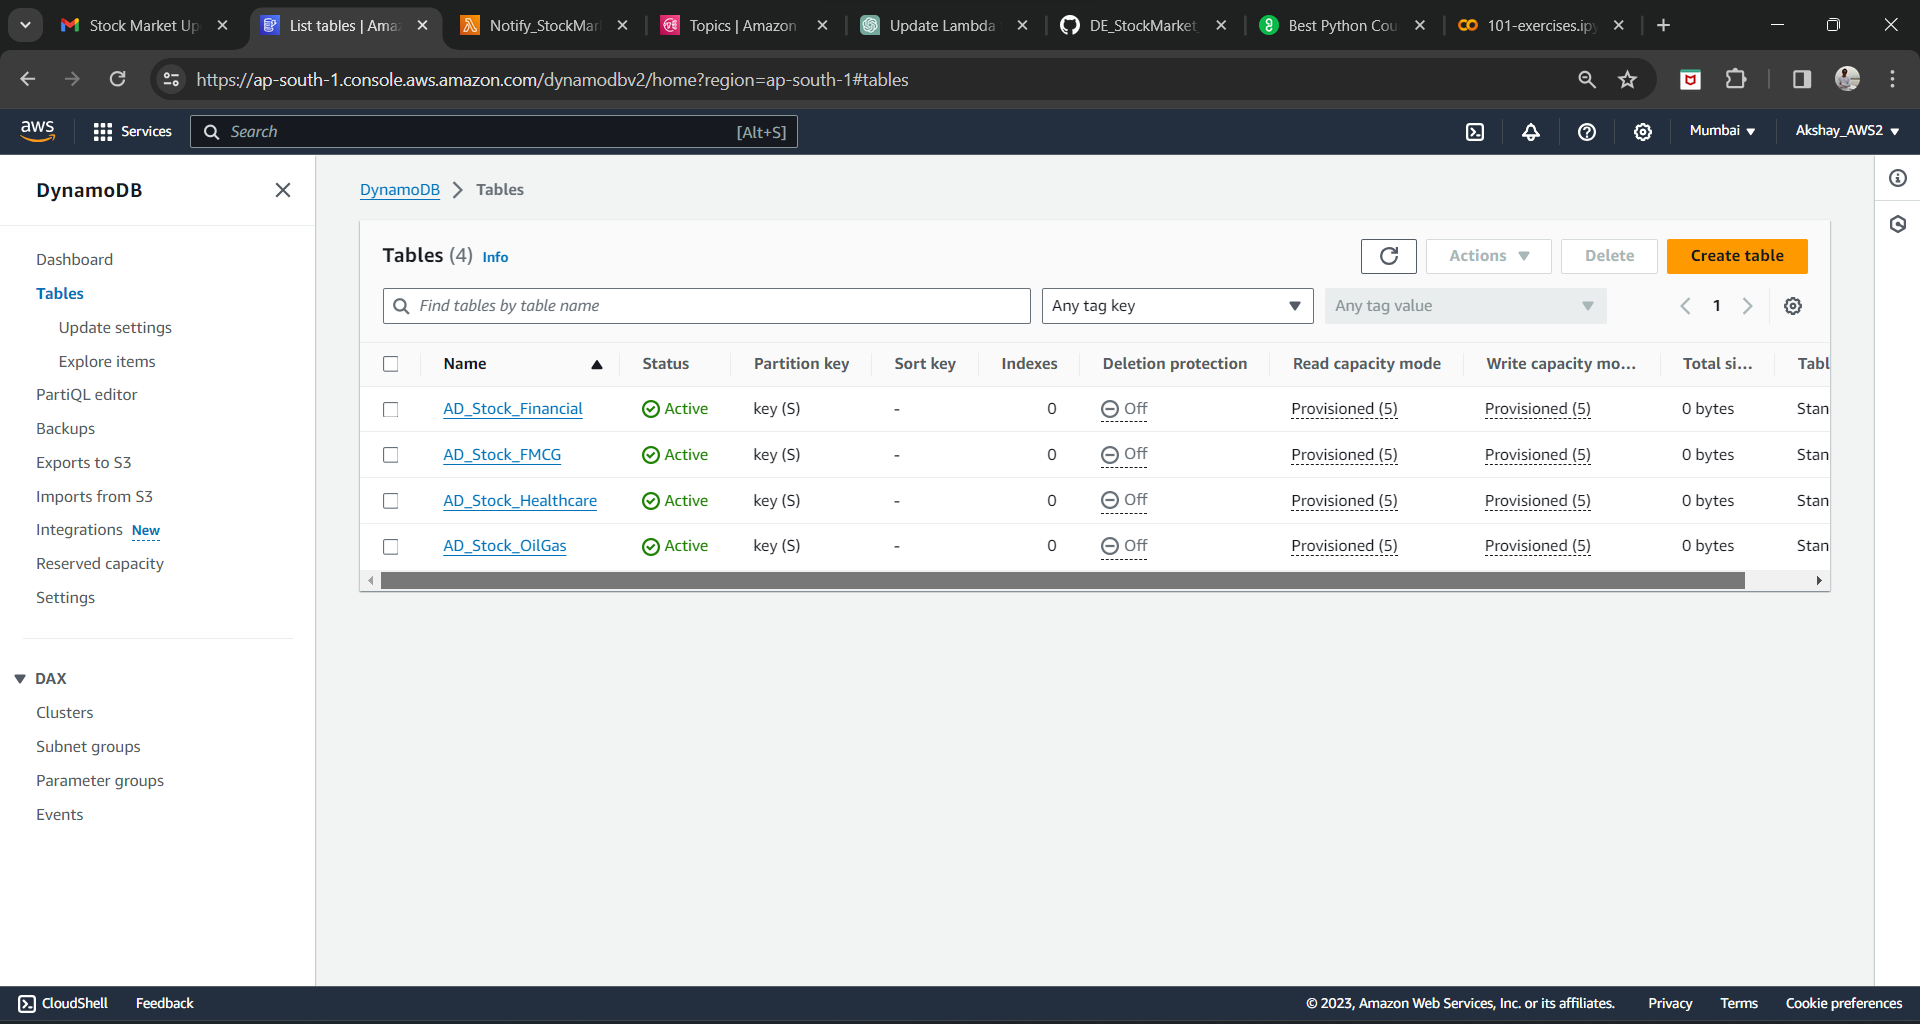 Stock Market Up
List tables | Ama
Notify_StockMar
Topics | Amazon
Update Lambda
DE_StockMarket_
Best Python Cou
101-exercises.ipy
https://ap-south-1.console.aws.amazon.com/dynamodbv2/home?region=ap-south-1#tables
aws
Services
Search
[Alt+S]
Mumbai
Akshay_AWS2
DynamoDB
Dashboard
Tables
Update settings
Explore items
PartiQL editor
Backups
Exports to S3
Imports from S3
Integrations New
Reserved capacity
Settings
DAX
Clusters
Subnet groups
Parameter groups
Events
DynamoDB > Tables
Tables (4) Info
Actions
Delete
Create table
Find tables by table name
Any tag key
Any tag value
1
Name Status Partition key Sort key Indexes Deletion protection Read capacity mode Write capacity mo... Total si... Tabl
AD_Stock_Financial Active key (S) - 0 Off Provisioned (5) Provisioned (5) 0 bytes Stan
AD_Stock_FMCG Active key (S) - 0 Off Provisioned (5) Provisioned (5) 0 bytes Stan
AD_Stock_Healthcare Active key (S) - 0 Off Provisioned (5) Provisioned (5) 0 bytes Stan
AD_Stock_OilGas Active key (S) - 0 Off Provisioned (5) Provisioned (5) 0 bytes Stan
CloudShell Feedback © 2023, Amazon Web Services, Inc. or its affiliates. Privacy Terms Cookie preferences